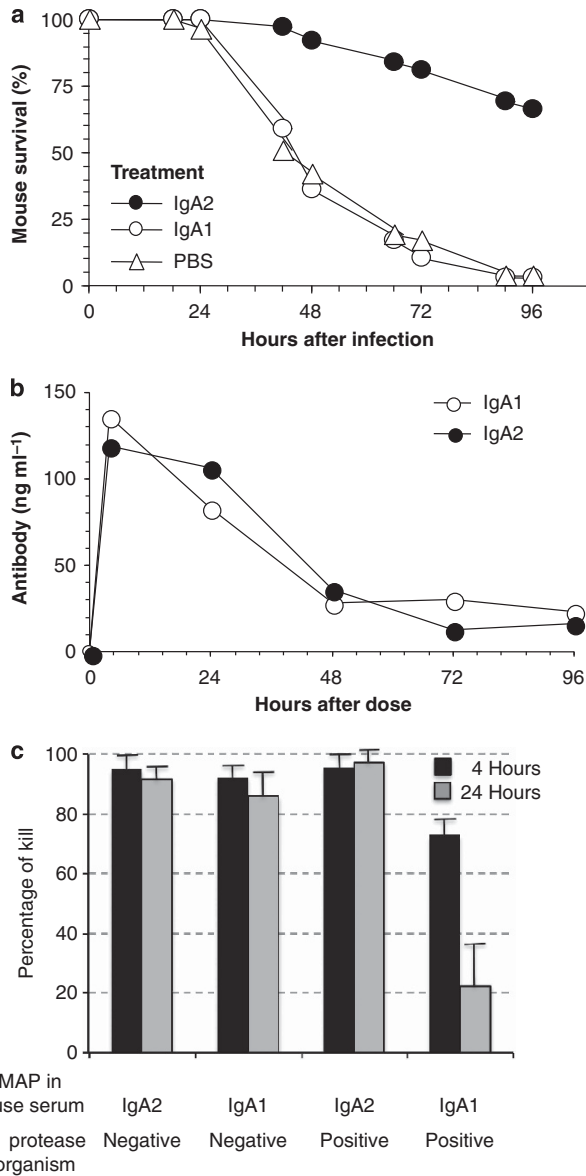 a
100
75
50
25
0
Mouse survival (%)
Treatment
IgA2
IgA1
PBS
0 24 48 72 96
Hours after infection
b
150
100
50
0
Antibody (ng ml⁻¹)
IgA1
IgA2
0 24 48 72 96
Hours after dose
c
100
80
60
40
20
0
Percentage of kill
4 Hours
24 Hours
MAP in
serum IgA2 IgA1 IgA2 IgA1
protease Negative Negative Positive Positive
organism